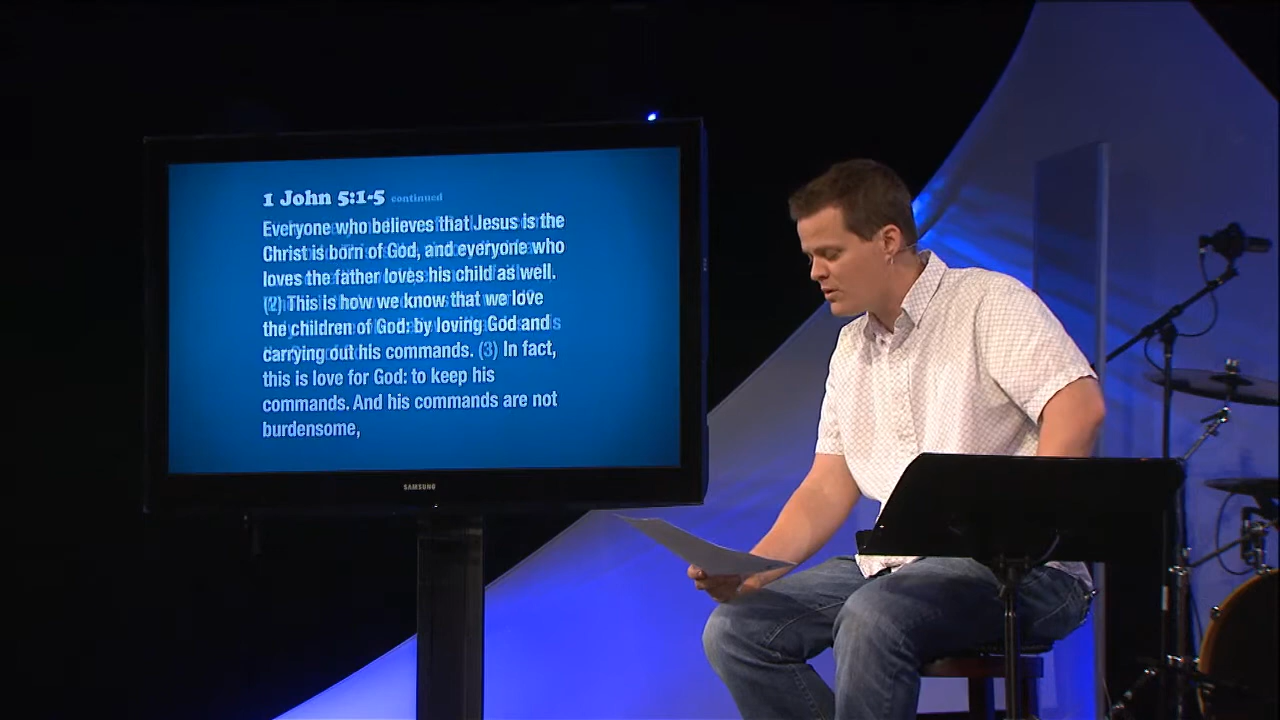 1 John 5:1-5 continued
Everyone who believes that Jesus is the
Christ is born of God, and everyone who
loves the father loves his child as well.
(2) This is how we know that we love
the children of God: by loving God and
carrying out his commands. (3) In fact,
this is love for God: to keep his
commands. And his commands are not
burdensome,
SAMSUNG